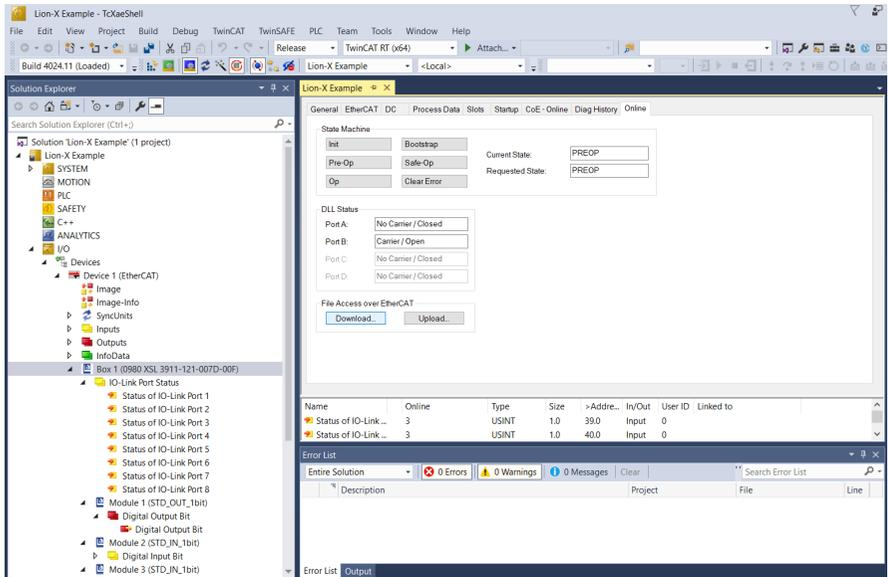 Lion-X Example - TcXaeShell
File Edit View Project Build Debug TwinCAT TwinSAFE PLC Team Tools Window Help
Release TwinCAT RT (x64) Attach...
Build 4024.11 (Loaded) Lion-X Example <Local>
Solution Explorer
Search Solution Explorer (Ctrl+;)
Solution 'Lion-X Example' (1 project)
Lion-X Example
SYSTEM
MOTION
PLC
SAFETY
C++
ANALYTICS
I/O
Devices
Device 1 (EtherCAT)
Image
Image-Info
SyncUnits
Inputs
Outputs
InfoData
Box 1 (0980 XSL 3911-121-007D-00F)
IO-Link Port Status
Status of IO-Link Port 1
Status of IO-Link Port 2
Status of IO-Link Port 3
Status of IO-Link Port 4
Status of IO-Link Port 5
Status of IO-Link Port 6
Status of IO-Link Port 7
Status of IO-Link Port 8
Module 1 (STD_OUT_1bit)
Digital Output Bit
Digital Output Bit
Module 2 (STD_IN_1bit)
Digital Input Bit
Module 3 (STD_IN_1bit)
Lion-X Example
General EtherCAT DC Process Data Slots Startup CoE - Online Diag History Online
State Machine
Init Bootstrap
Pre-Op Safe-Op
Op Clear Error
Current State: PREOP
Requested State: PREOP
DLL Status
Port A: No Carrier / Closed
Port B: Carrier / Open
Port C: No Carrier / Closed
Port D: No Carrier / Closed
File Access over EtherCAT
Download... Upload...
Name Online Type Size >Addre... In/Out User ID Linked to
Status of IO-Link ... 3 USINT 1.0 39.0 Input 0
Status of IO-Link ... 3 USINT 1.0 40.0 Input 0
Error List
Entire Solution 0 Errors 0 Warnings 0 Messages Clear Search Error List
Description Project File Line
Error List Output